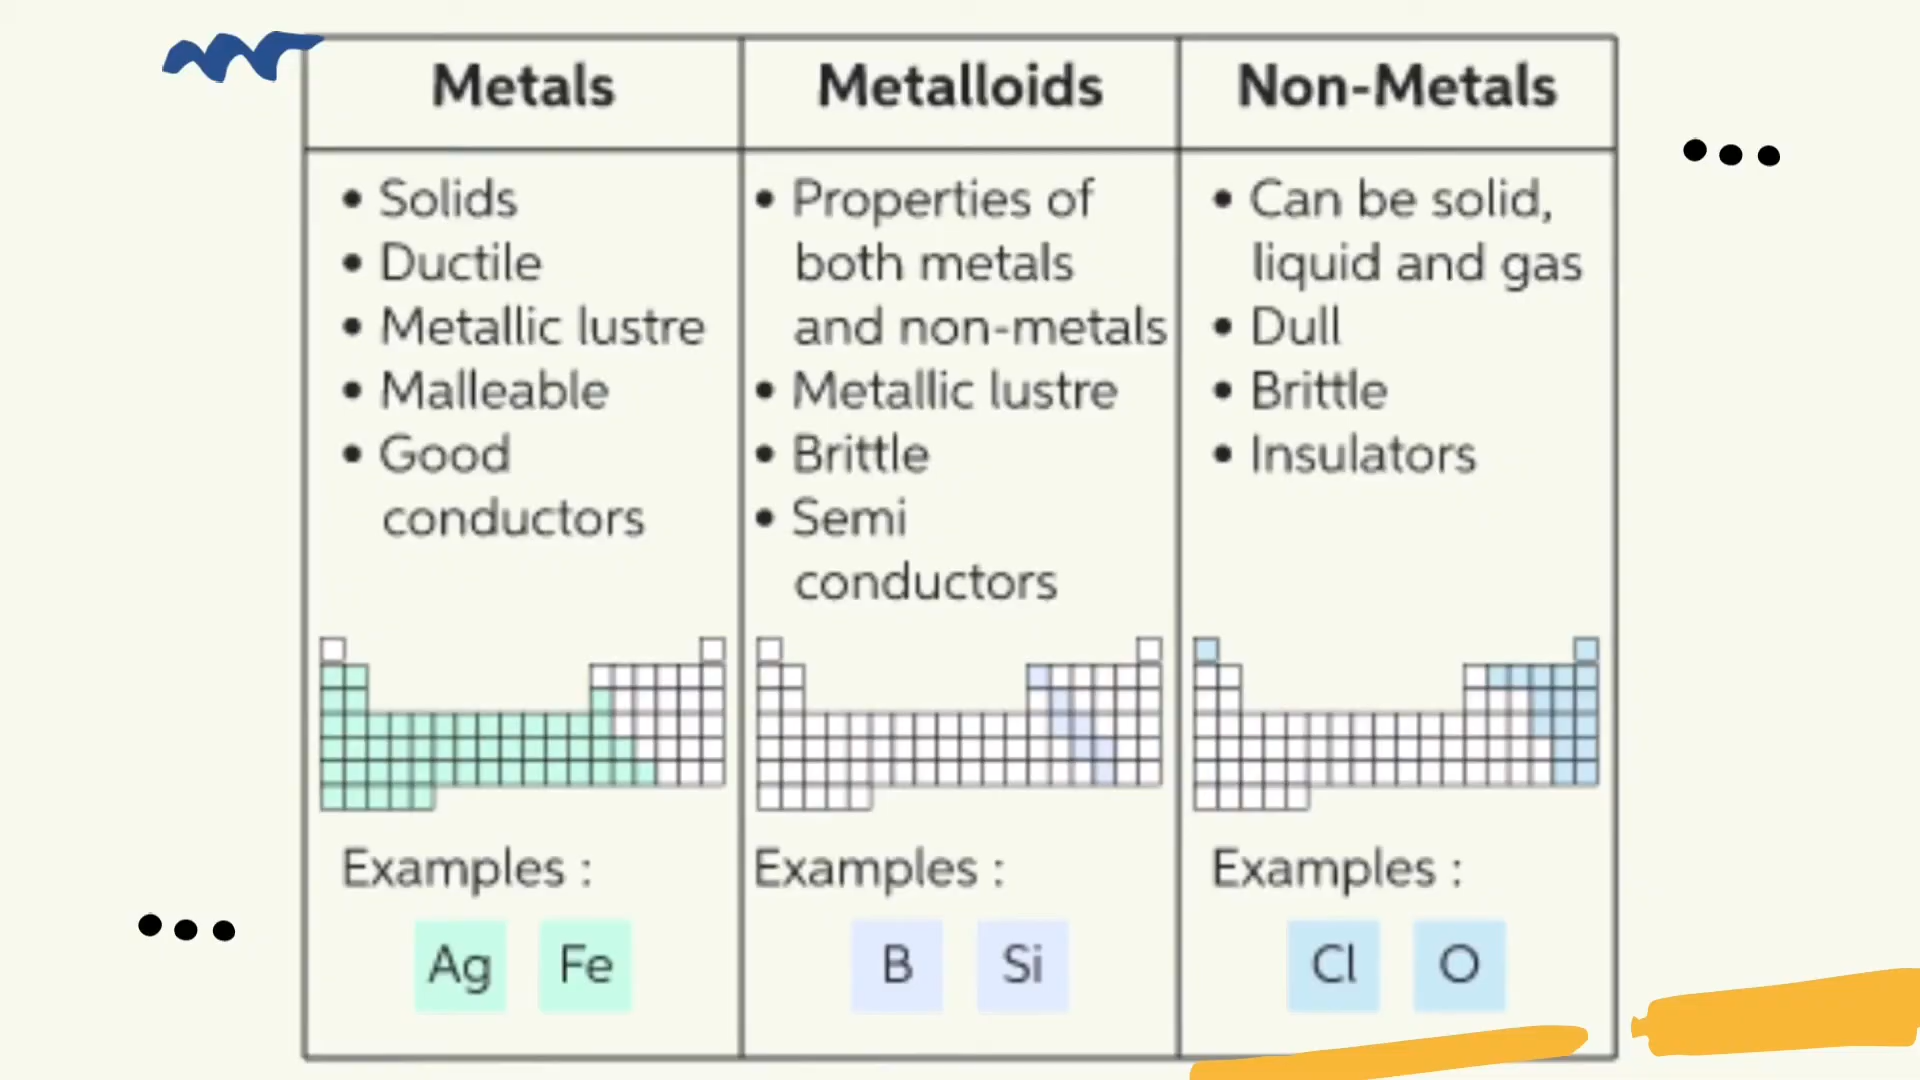 Metals
Solids
Ductile
Metallic lustre
Malleable
Good
conductors
Examples :
Ag Fe
Metalloids
Properties of
both metals
and non-metals
Metallic lustre
Brittle
Semi
conductors
Examples :
B Si
Non-Metals
Can be solid,
liquid and gas
Dull
Brittle
Insulators
Examples :
Cl O